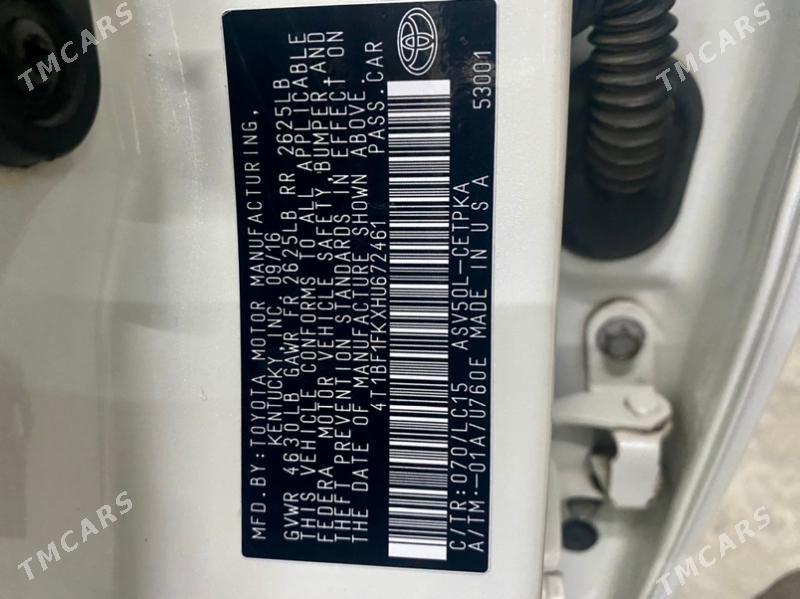 MFD.BY:TOYOTA MOTOR MANUFACTURING,
KENTUCKY, INC. 09/16
GVWR 4630LB GAWR FR 2625LB RR 2625LB
THIS VEHICLE CONFORMS TO ALL APPLICABLE
FEDERA MOTOR VEHICLE SAFETY, BUMPER AND
THEFT PREVENTION STANDARDS IN EFFECT ON
THE DATE OF MANUFACTURE SHOWN ABOVE.
4T1BF1FKXHU672461 PASS.CAR
C/TR:070/LC15 ASV50L-CETPKA
A/TM:-01A/U760E MADE IN U S A
53001
TMCARS
TMCARS
TMCARS
TMCARS